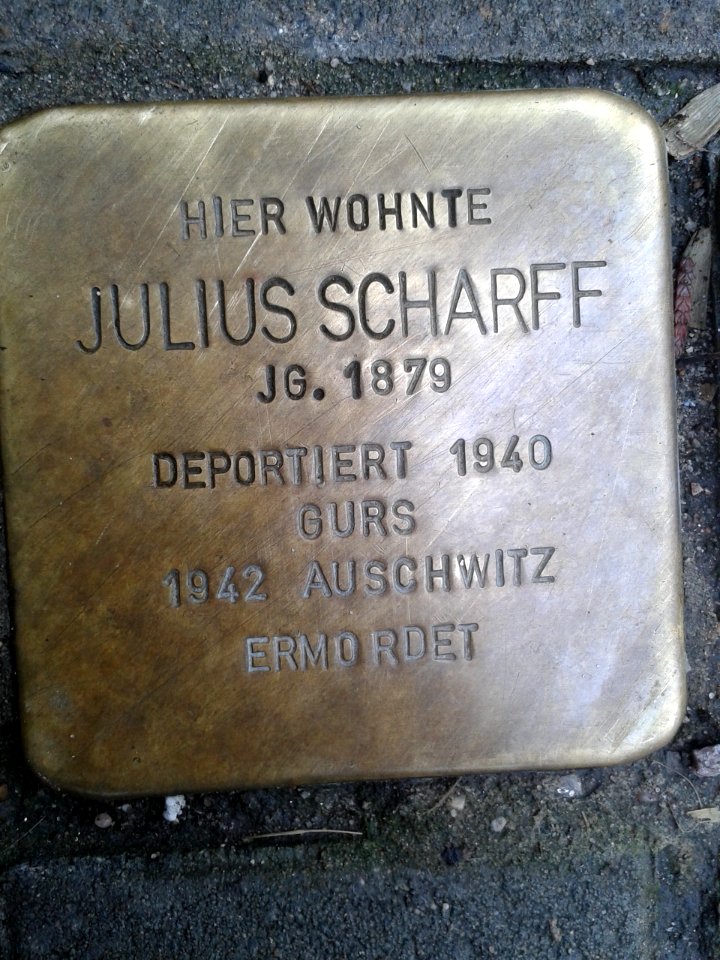 HIER WOHNTE
JULIUS SCHARFF
JG. 1879
DEPORTIERT 1940
GURS
1942 AUSCHWITZ
ERMORDET